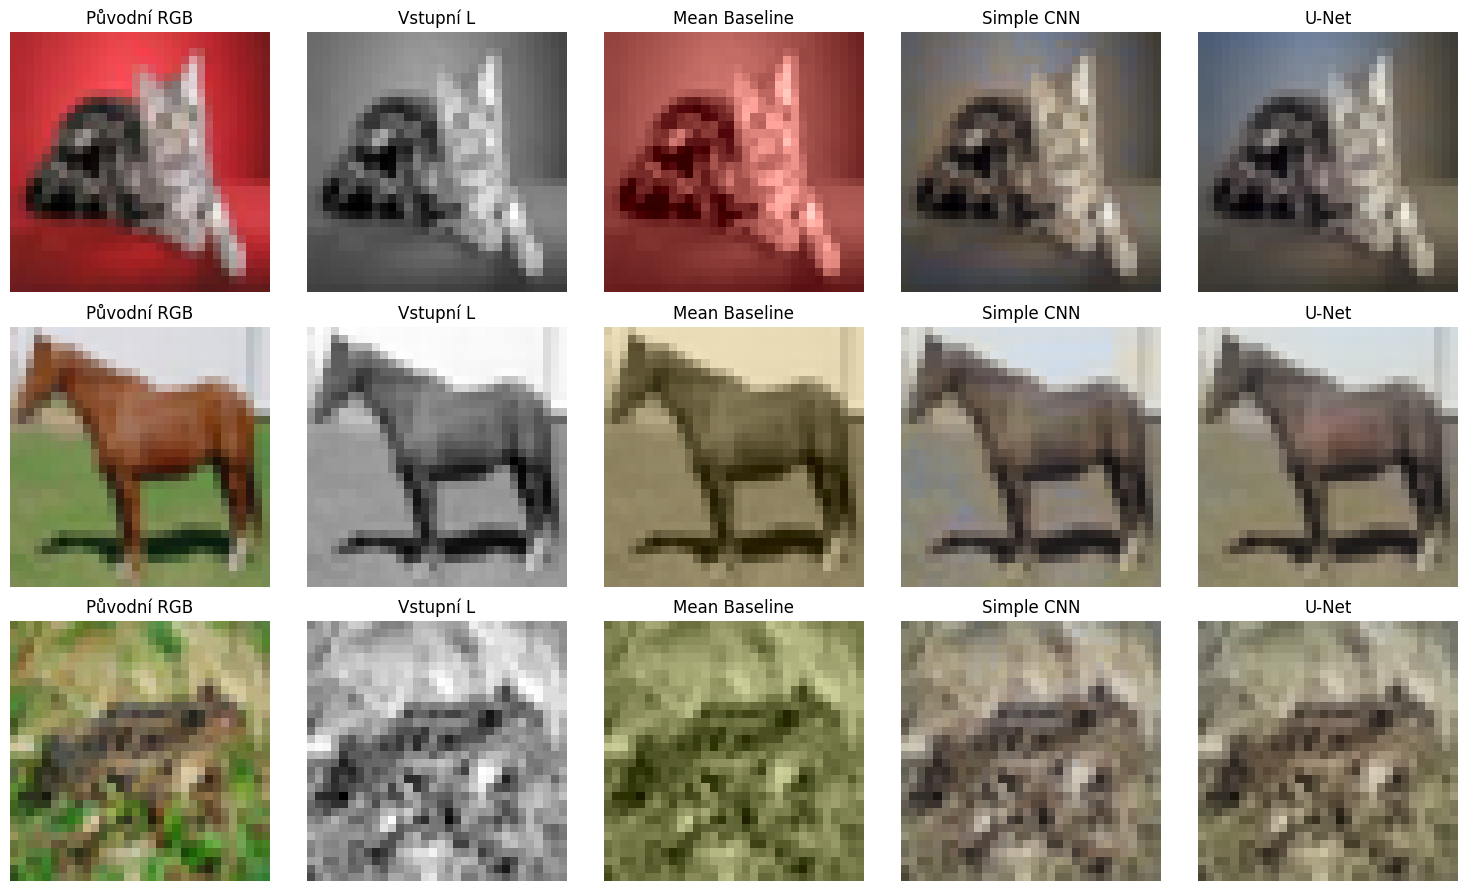 Původní RGB
Vstupní L
Mean Baseline
Simple CNN
U-Net
Původní RGB
Vstupní L
Mean Baseline
Simple CNN
U-Net
Původní RGB
Vstupní L
Mean Baseline
Simple CNN
U-Net